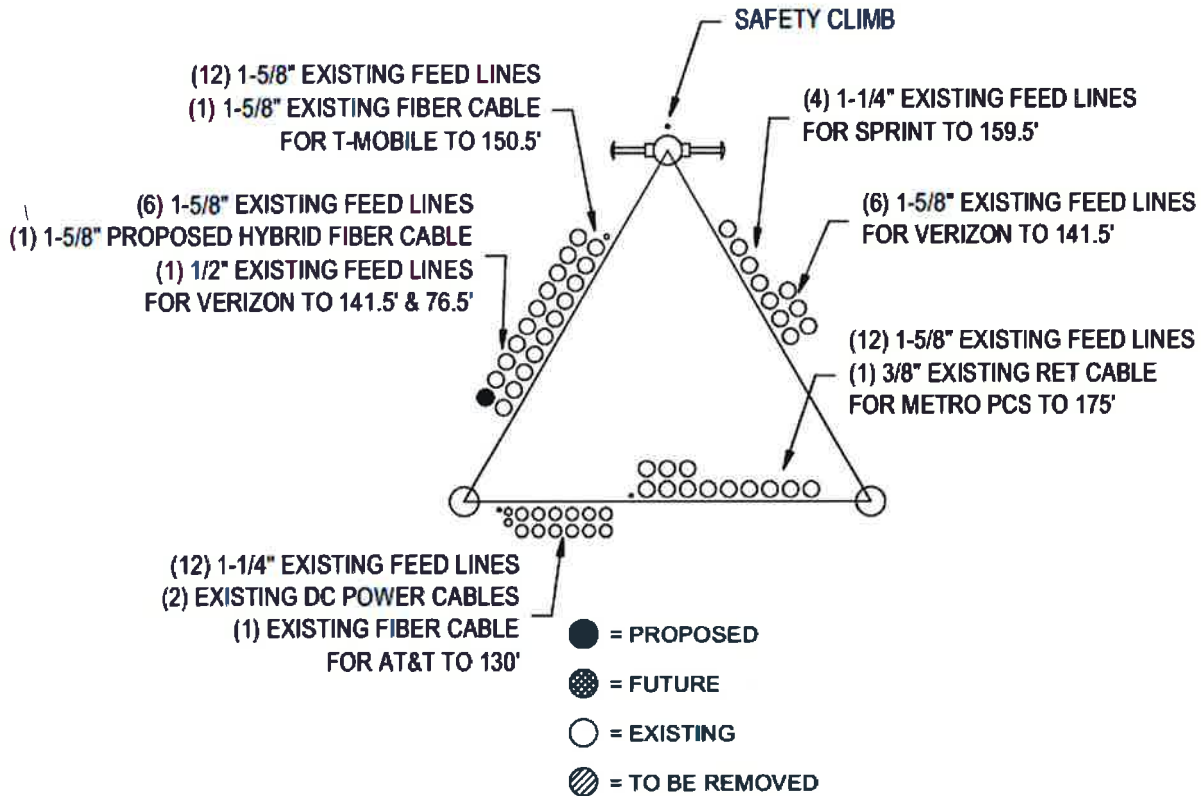 SAFETY CLIMB
(12) 1-5/8" EXISTING FEED LINES
(1) 1-5/8" EXISTING FIBER CABLE
FOR T-MOBILE TO 150.5'
(4) 1-1/4" EXISTING FEED LINES
FOR SPRINT TO 159.5'
(6) 1-5/8" EXISTING FEED LINES
(1) 1-5/8" PROPOSED HYBRID FIBER CABLE
(1) 1/2" EXISTING FEED LINES
FOR VERIZON TO 141.5' & 76.5'
(6) 1-5/8" EXISTING FEED LINES
FOR VERIZON TO 141.5'
(12) 1-5/8" EXISTING FEED LINES
(1) 3/8" EXISTING RET CABLE
FOR METRO PCS TO 175'
(12) 1-1/4" EXISTING FEED LINES
(2) EXISTING DC POWER CABLES
(1) EXISTING FIBER CABLE
FOR AT&T TO 130'
= PROPOSED
= FUTURE
= EXISTING
= TO BE REMOVED